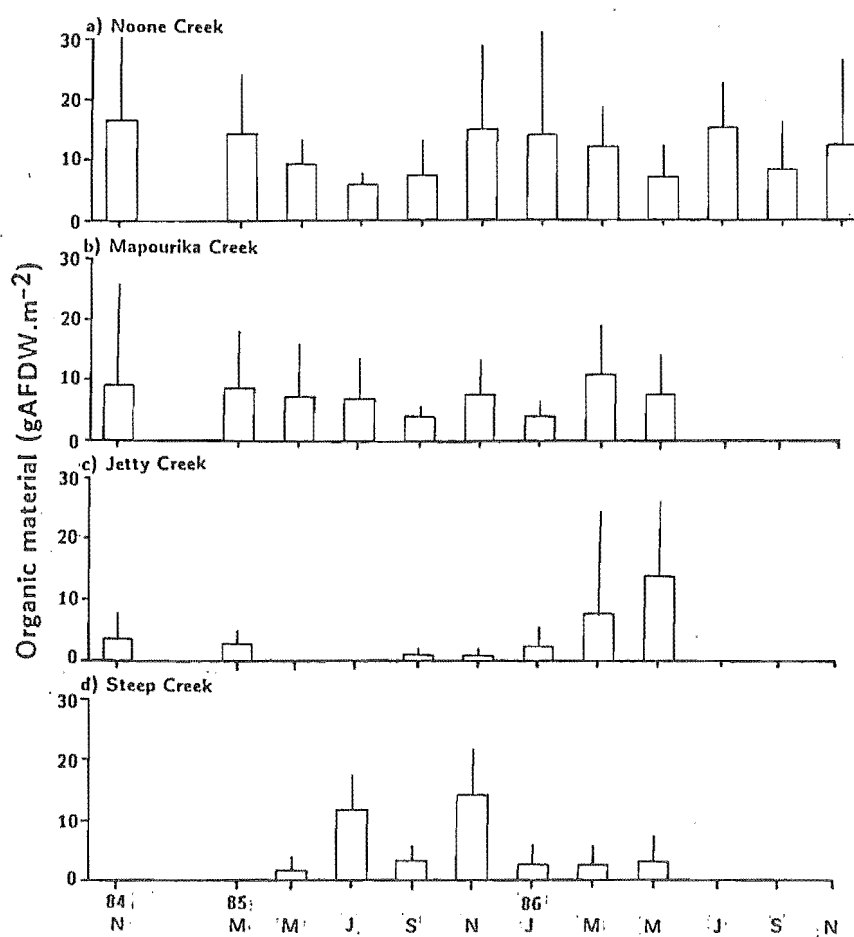 a) Noone Creek
30
20
10
0
b) Mapourika Creek
30
20
10
0
c) Jetty Creek
30
20
10
0
d) Steep Creek
30
20
10
0
Organic material (gAFDW.m-2)
84 85 86
N M M J S N J M M J S N